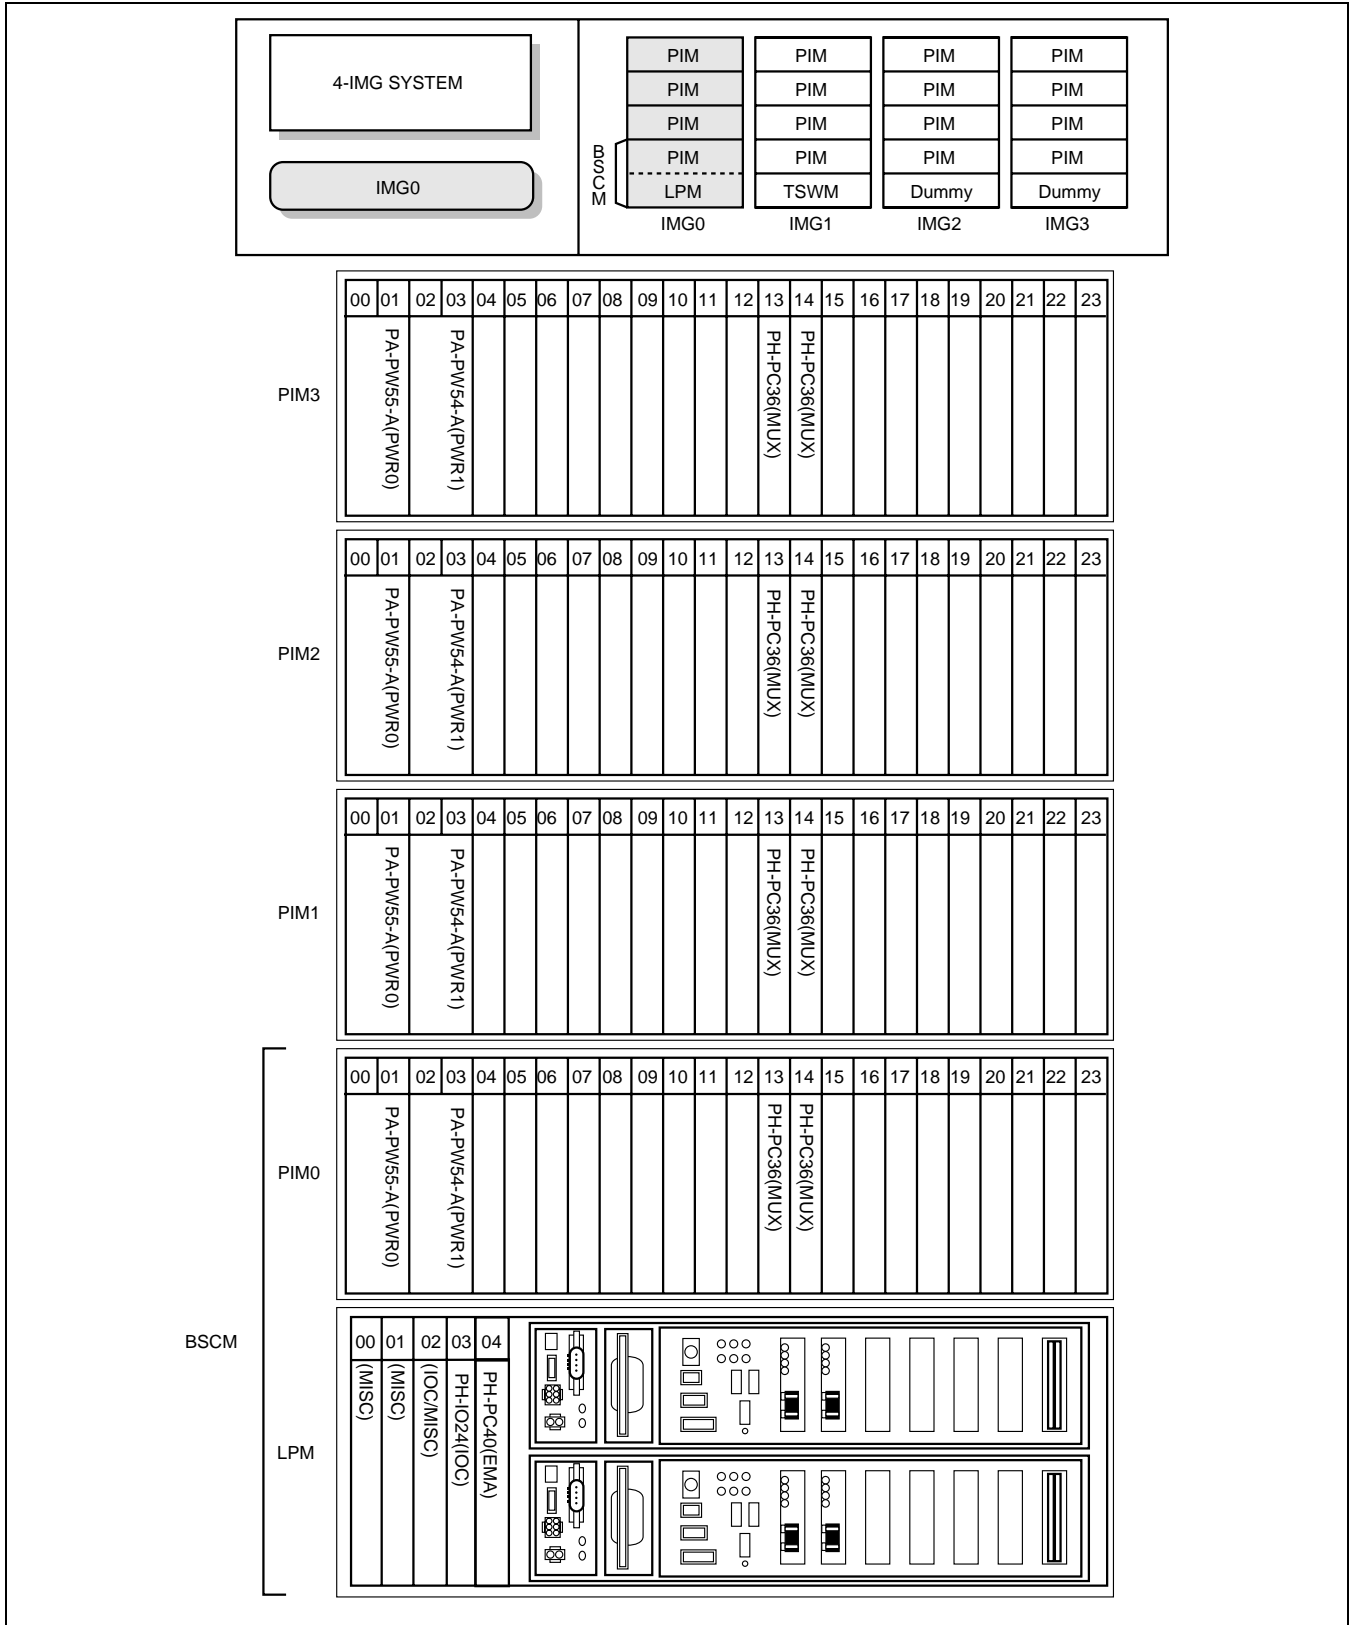 4-IMG SYSTEM
IMG0
BSCM
PIM PIM PIM PIM
PIM PIM PIM PIM
PIM PIM PIM PIM
PIM PIM PIM PIM
LPM TSWM Dummy Dummy
IMG0 IMG1 IMG2 IMG3
PIM3
00 01 02 03 04 05 06 07 08 09 10 11 12 13 14 15 16 17 18 19 20 21 22 23
PA-PW55-A(PWR0)
PA-PW54-A(PWR1)
PH-PC36(MUX)
PH-PC36(MUX)
PIM2
00 01 02 03 04 05 06 07 08 09 10 11 12 13 14 15 16 17 18 19 20 21 22 23
PA-PW55-A(PWR0)
PA-PW54-A(PWR1)
PH-PC36(MUX)
PH-PC36(MUX)
PIM1
00 01 02 03 04 05 06 07 08 09 10 11 12 13 14 15 16 17 18 19 20 21 22 23
PA-PW55-A(PWR0)
PA-PW54-A(PWR1)
PH-PC36(MUX)
PH-PC36(MUX)
PIM0
00 01 02 03 04 05 06 07 08 09 10 11 12 13 14 15 16 17 18 19 20 21 22 23
PA-PW55-A(PWR0)
PA-PW54-A(PWR1)
PH-PC36(MUX)
PH-PC36(MUX)
BSCM
LPM
00 01 02 03 04
(MISC)
(MISC)
(IOC/MISC)
PH-IO24(IOC)
PH-PC40(EMA)